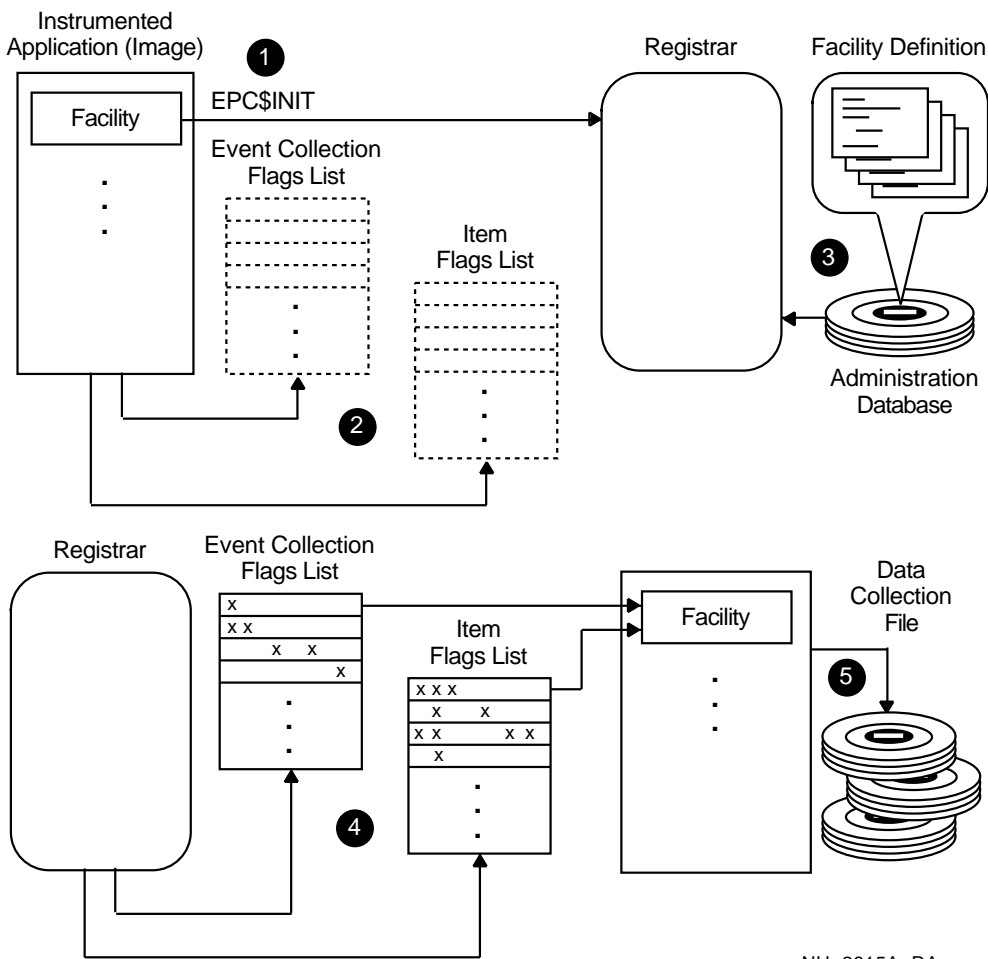 Instrumented
Application (Image)
1
Registrar
Facility Definition
EPC$INIT
Facility
Event Collection
Flags List
Item
Flags List
3
Administration
Database
2
Registrar
Event Collection
Flags List
x
x x
x x
x
Item
Flags List
x x x
x x
x x x x
x
Facility
Data
Collection
File
5
4